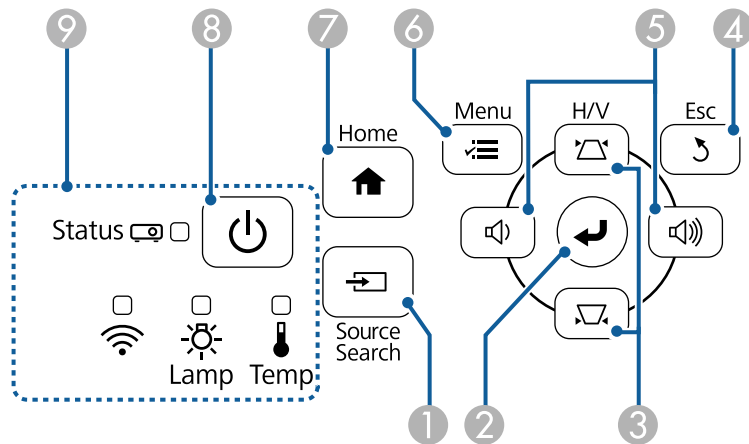 9 8 7 6 5 4
Menu H/V Esc
Home
Status
Source
Search
Lamp Temp
1 2 3